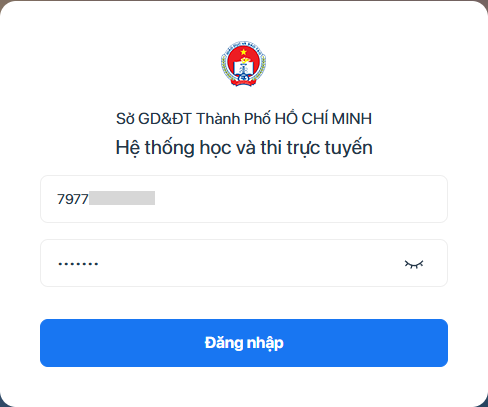 Sở GD&ĐT Thành Phố HỒ CHÍ MINH
Hệ thống học và thi trực tuyến
7977
•••••••
Đăng nhập